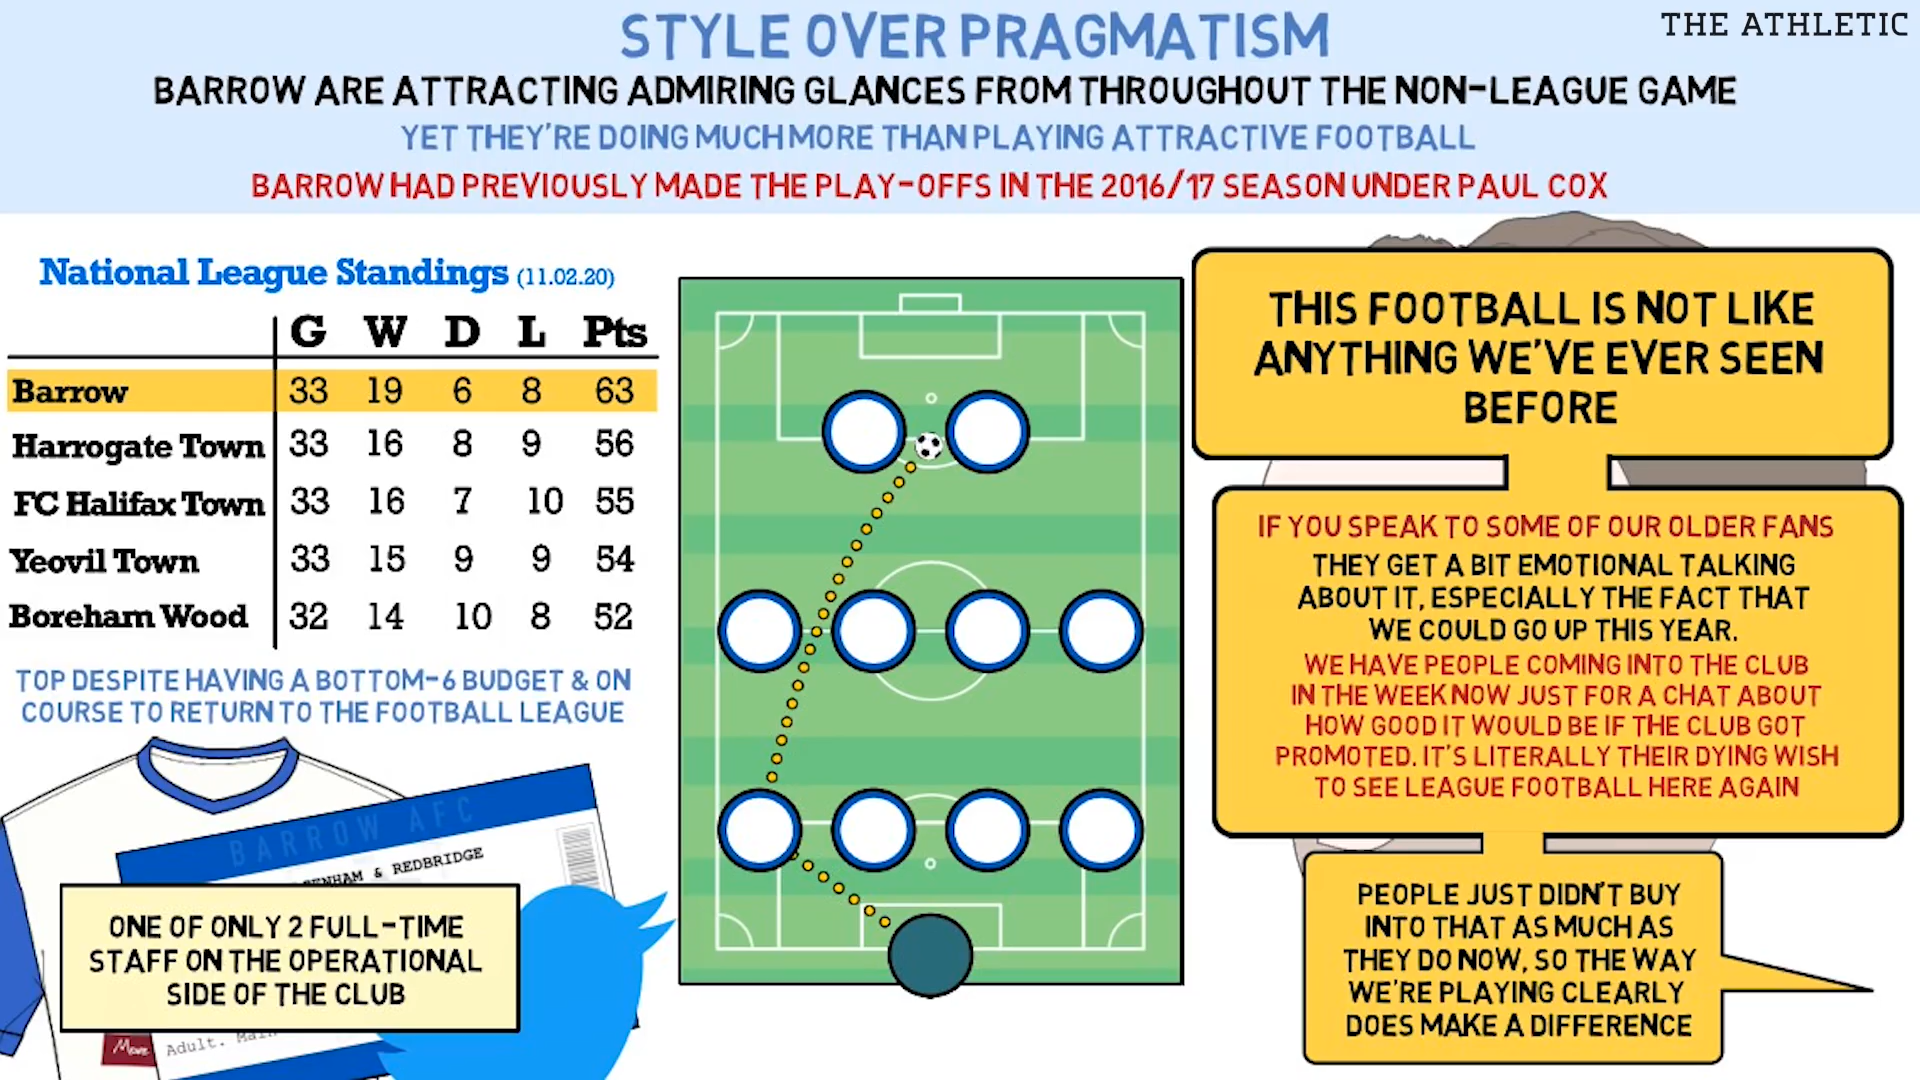 THE ATHLETIC
STYLE OVER PRAGMATISM
BARROW ARE ATTRACTING ADMIRING GLANCES FROM THROUGHOUT THE NON-LEAGUE GAME
YET THEY'RE DOING MUCH MORE THAN PLAYING ATTRACTIVE FOOTBALL
BARROW HAD PREVIOUSLY MADE THE PLAY-OFFS IN THE 2016/17 SEASON UNDER PAUL COX
National League Standings (11.02.20)
G W D L Pts
Barrow 33 19 6 8 63
Harrogate Town 33 16 8 9 56
FC Halifax Town 33 16 7 10 55
Yeovil Town 33 15 9 9 54
Boreham Wood 32 14 10 8 52
TOP DESPITE HAVING A BOTTOM-6 BUDGET & ON
COURSE TO RETURN TO THE FOOTBALL LEAGUE
BARROW AFC
& REDBRIDGE
ONE OF ONLY 2 FULL-TIME
STAFF ON THE OPERATIONAL
SIDE OF THE CLUB
Adult.
THIS FOOTBALL IS NOT LIKE
ANYTHING WE'VE EVER SEEN
BEFORE
IF YOU SPEAK TO SOME OF OUR OLDER FANS
THEY GET A BIT EMOTIONAL TALKING
ABOUT IT, ESPECIALLY THE FACT THAT
WE COULD GO UP THIS YEAR.
WE HAVE PEOPLE COMING INTO THE CLUB
IN THE WEEK NOW JUST FOR A CHAT ABOUT
HOW GOOD IT WOULD BE IF THE CLUB GOT
PROMOTED. IT'S LITERALLY THEIR DYING WISH
TO SEE LEAGUE FOOTBALL HERE AGAIN
PEOPLE JUST DIDN'T BUY
INTO THAT AS MUCH AS
THEY DO NOW, SO THE WAY
WE'RE PLAYING CLEARLY
DOES MAKE A DIFFERENCE